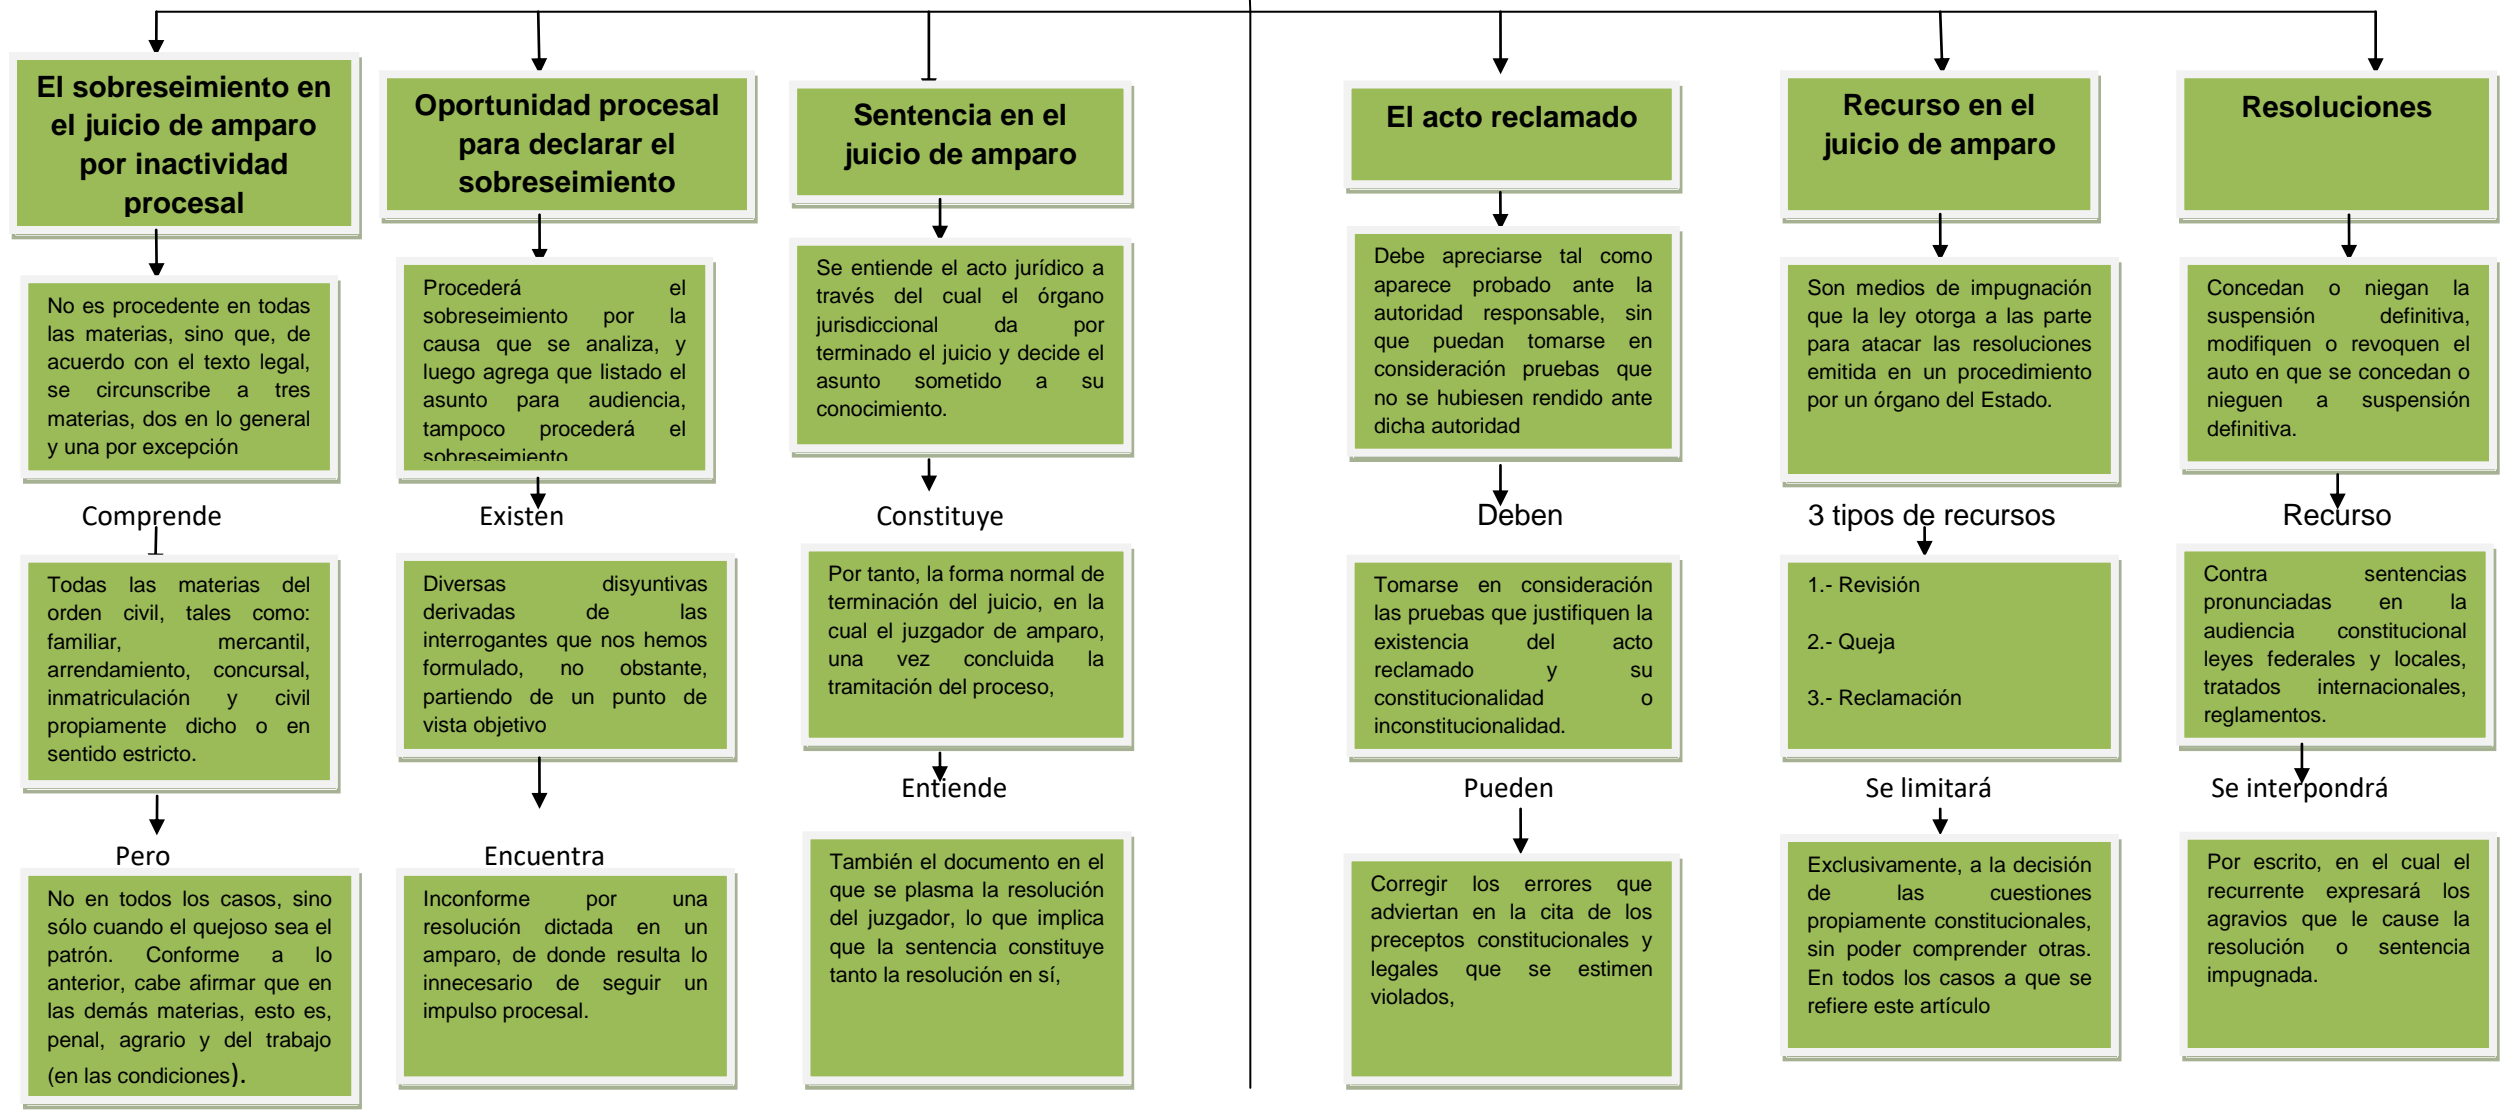 El sobreseimiento en
el juicio de amparo
por inactividad
procesal
No es procedente en todas
las materias, sino que, de
acuerdo con el texto legal,
se circunscribe a tres
materias, dos en lo general
y una por excepción
Comprende
Todas las materias del
orden civil, tales como:
familiar, mercantil,
arrendamiento, concursal,
inmatriculación y civil
propiamente dicho o en
sentido estricto.
Pero
No en todos los casos, sino
sólo cuando el quejoso sea el
patrón. Conforme a lo
anterior, cabe afirmar que en
las demás materias, esto es,
penal, agrario y del trabajo
(en las condiciones).
Oportunidad procesal
para declarar el
sobreseimiento
Procederá el
sobreseimiento por la
causa que se analiza, y
luego agrega que listado el
asunto para audiencia,
tampoco procederá el
sobreseimiento
Existen
Diversas disyuntivas
derivadas de las
interrogantes que nos hemos
formulado, no obstante,
partiendo de un punto de
vista objetivo
Encuentra
Inconforme por una
resolución dictada en un
amparo, de donde resulta lo
innecesario de seguir un
impulso procesal.
Sentencia en el
juicio de amparo
Se entiende el acto jurídico a
través del cual el órgano
jurisdiccional da por
terminado el juicio y decide el
asunto sometido a su
conocimiento.
Constituye
Por tanto, la forma normal de
terminación del juicio, en la
cual el juzgador de amparo,
una vez concluida la
tramitación del proceso,
Entiende
También el documento en el
que se plasma la resolución
del juzgador, lo que implica
que la sentencia constituye
tanto la resolución en sí,
El acto reclamado
Debe apreciarse tal como
aparece probado ante la
autoridad responsable, sin
que puedan tomarse en
consideración pruebas que
no se hubiesen rendido ante
dicha autoridad
Deben
Tomarse en consideración
las pruebas que justifiquen la
existencia del acto
reclamado y su
constitucionalidad o
inconstitucionalidad.
Pueden
Corregir los errores que
adviertan en la cita de los
preceptos constitucionales y
legales que se estimen
violados,
Recurso en el
juicio de amparo
Son medios de impugnación
que la ley otorga a las parte
para atacar las resoluciones
emitida en un procedimiento
por un órgano del Estado.
3 tipos de recursos
1.- Revisión
2.- Queja
3.- Reclamación
Se limitará
Exclusivamente, a la decisión
de las cuestiones
propiamente constitucionales,
sin poder comprender otras.
En todos los casos a que se
refiere este artículo
Resoluciones
Concedan o niegan la
suspensión definitiva,
modifiquen o revoquen el
auto en que se concedan o
nieguen a suspensión
definitiva.
Recurso
Contra sentencias
pronunciadas en la
audiencia constitucional
leyes federales y locales,
tratados internacionales,
reglamentos.
Se interpondrá
Por escrito, en el cual el
recurrente expresará los
agravios que le cause la
resolución o sentencia
impugnada.